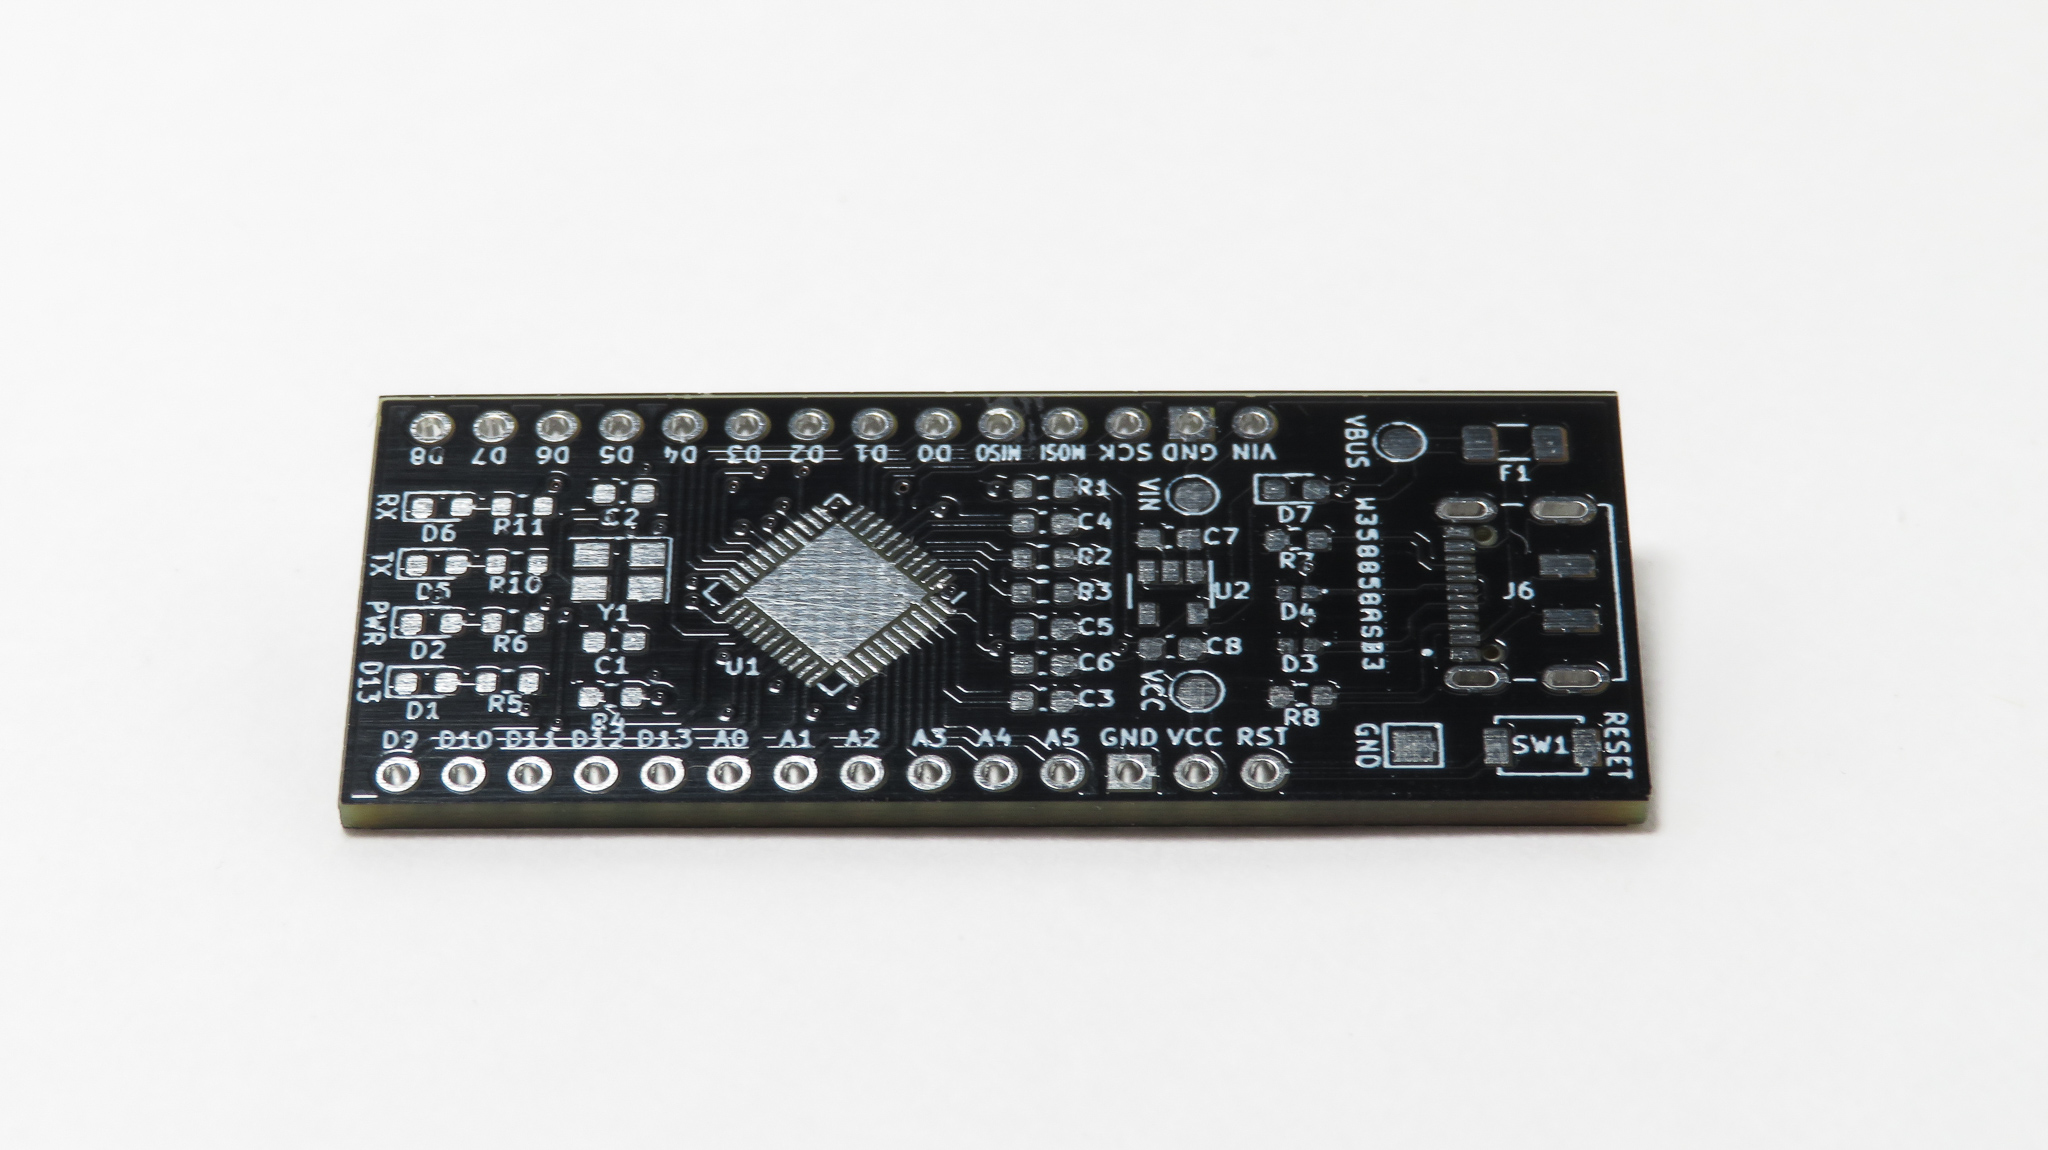 D8 D7 D6 D5 D4 D3 D2 D1 D0 MISO MOSI SCK GND VIN
VBUS
F1
RX
D6
R11
C2
R1
VIN
D7
C4
C7
TX
D5
R10
Y1
R2
R7
W358085BASB3
R3
U2
D4
J6
PWR
D2
R6
C1
U1
C5
C8
D3
C6
D13
D1
R5
R4
C3
VCC
R8
GND
SW1
RESET
D9 D10 D11 D12 D13 A0 A1 A2 A3 A4 A5 GND VCC RST